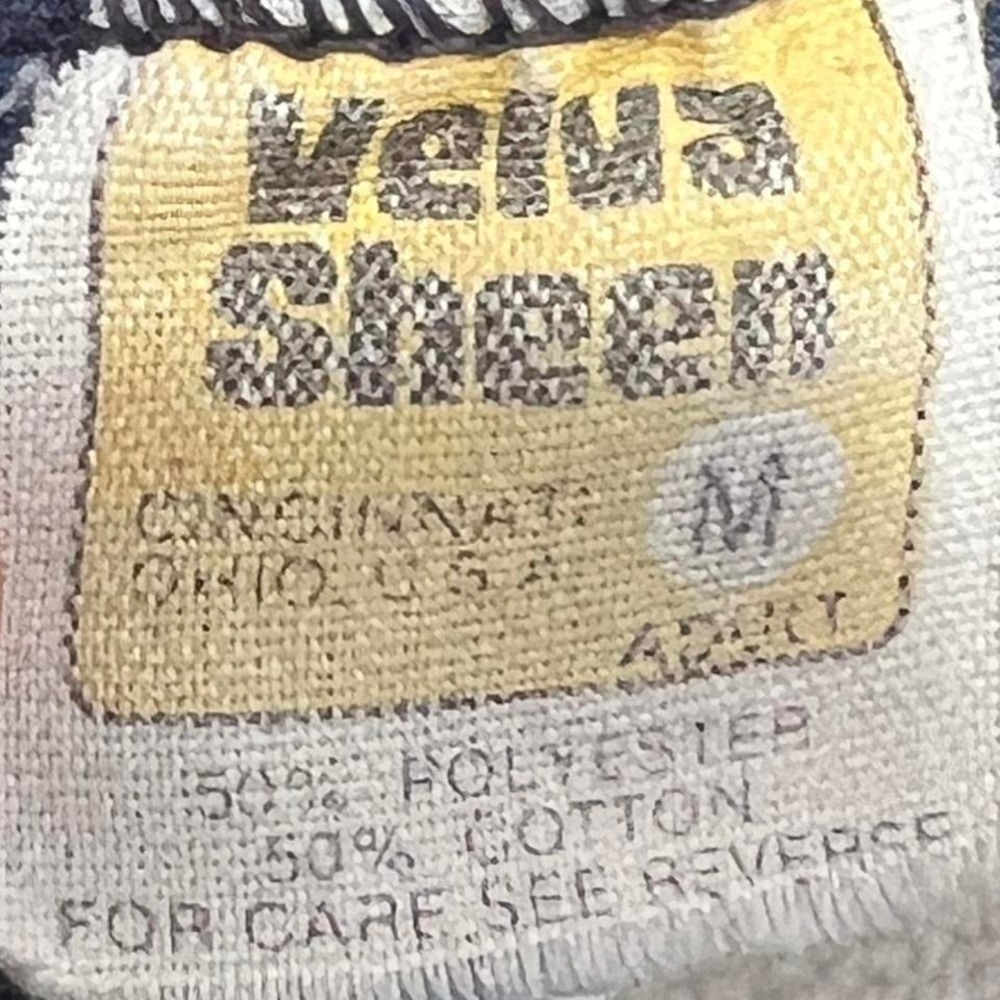 Velva
Sheen
CINCINNATI
OHIO, U.S.A.
M
ADULT
50% POLYESTER
50% COTTON
FOR CARE SEE REVERSE